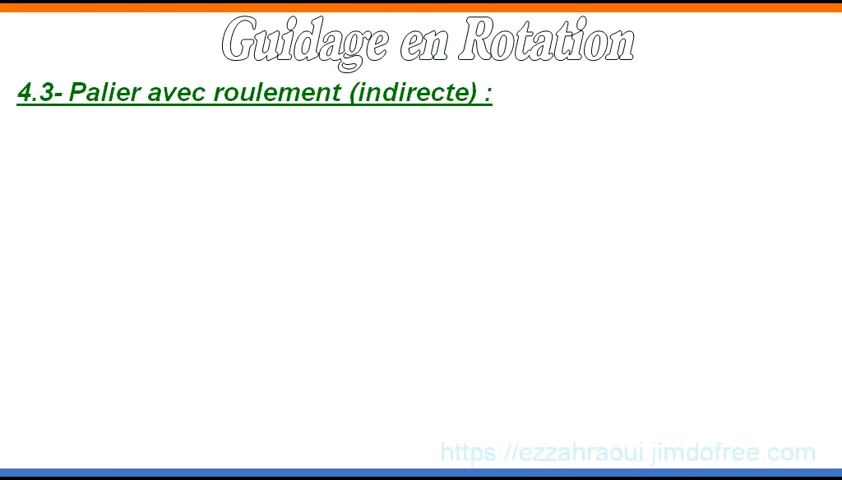 Guidage en Rotation
4.3- Palier avec roulement (indirecte) :
https://ezzahraoui.jimdofree.com